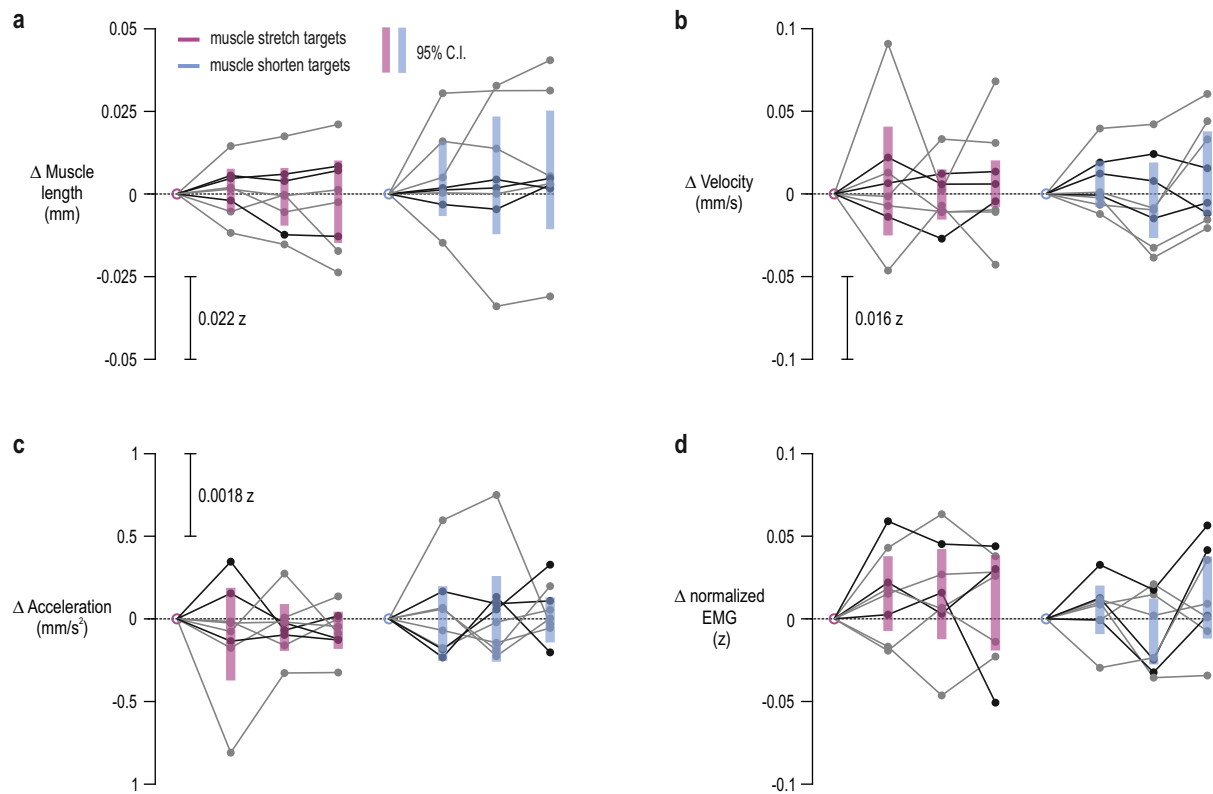 a
0.05
0.025
0
-0.025
-0.05
Δ Muscle
length
(mm)
muscle stretch targets
muscle shorten targets
95% C.I.
0.022 z
b
0.1
0.05
0
-0.05
-0.1
Δ Velocity
(mm/s)
0.016 z
c
1
0.5
0
-0.5
1
Δ Acceleration
(mm/s²)
0.0018 z
d
0.1
0.05
0
-0.05
-0.1
Δ normalized
EMG
(z)